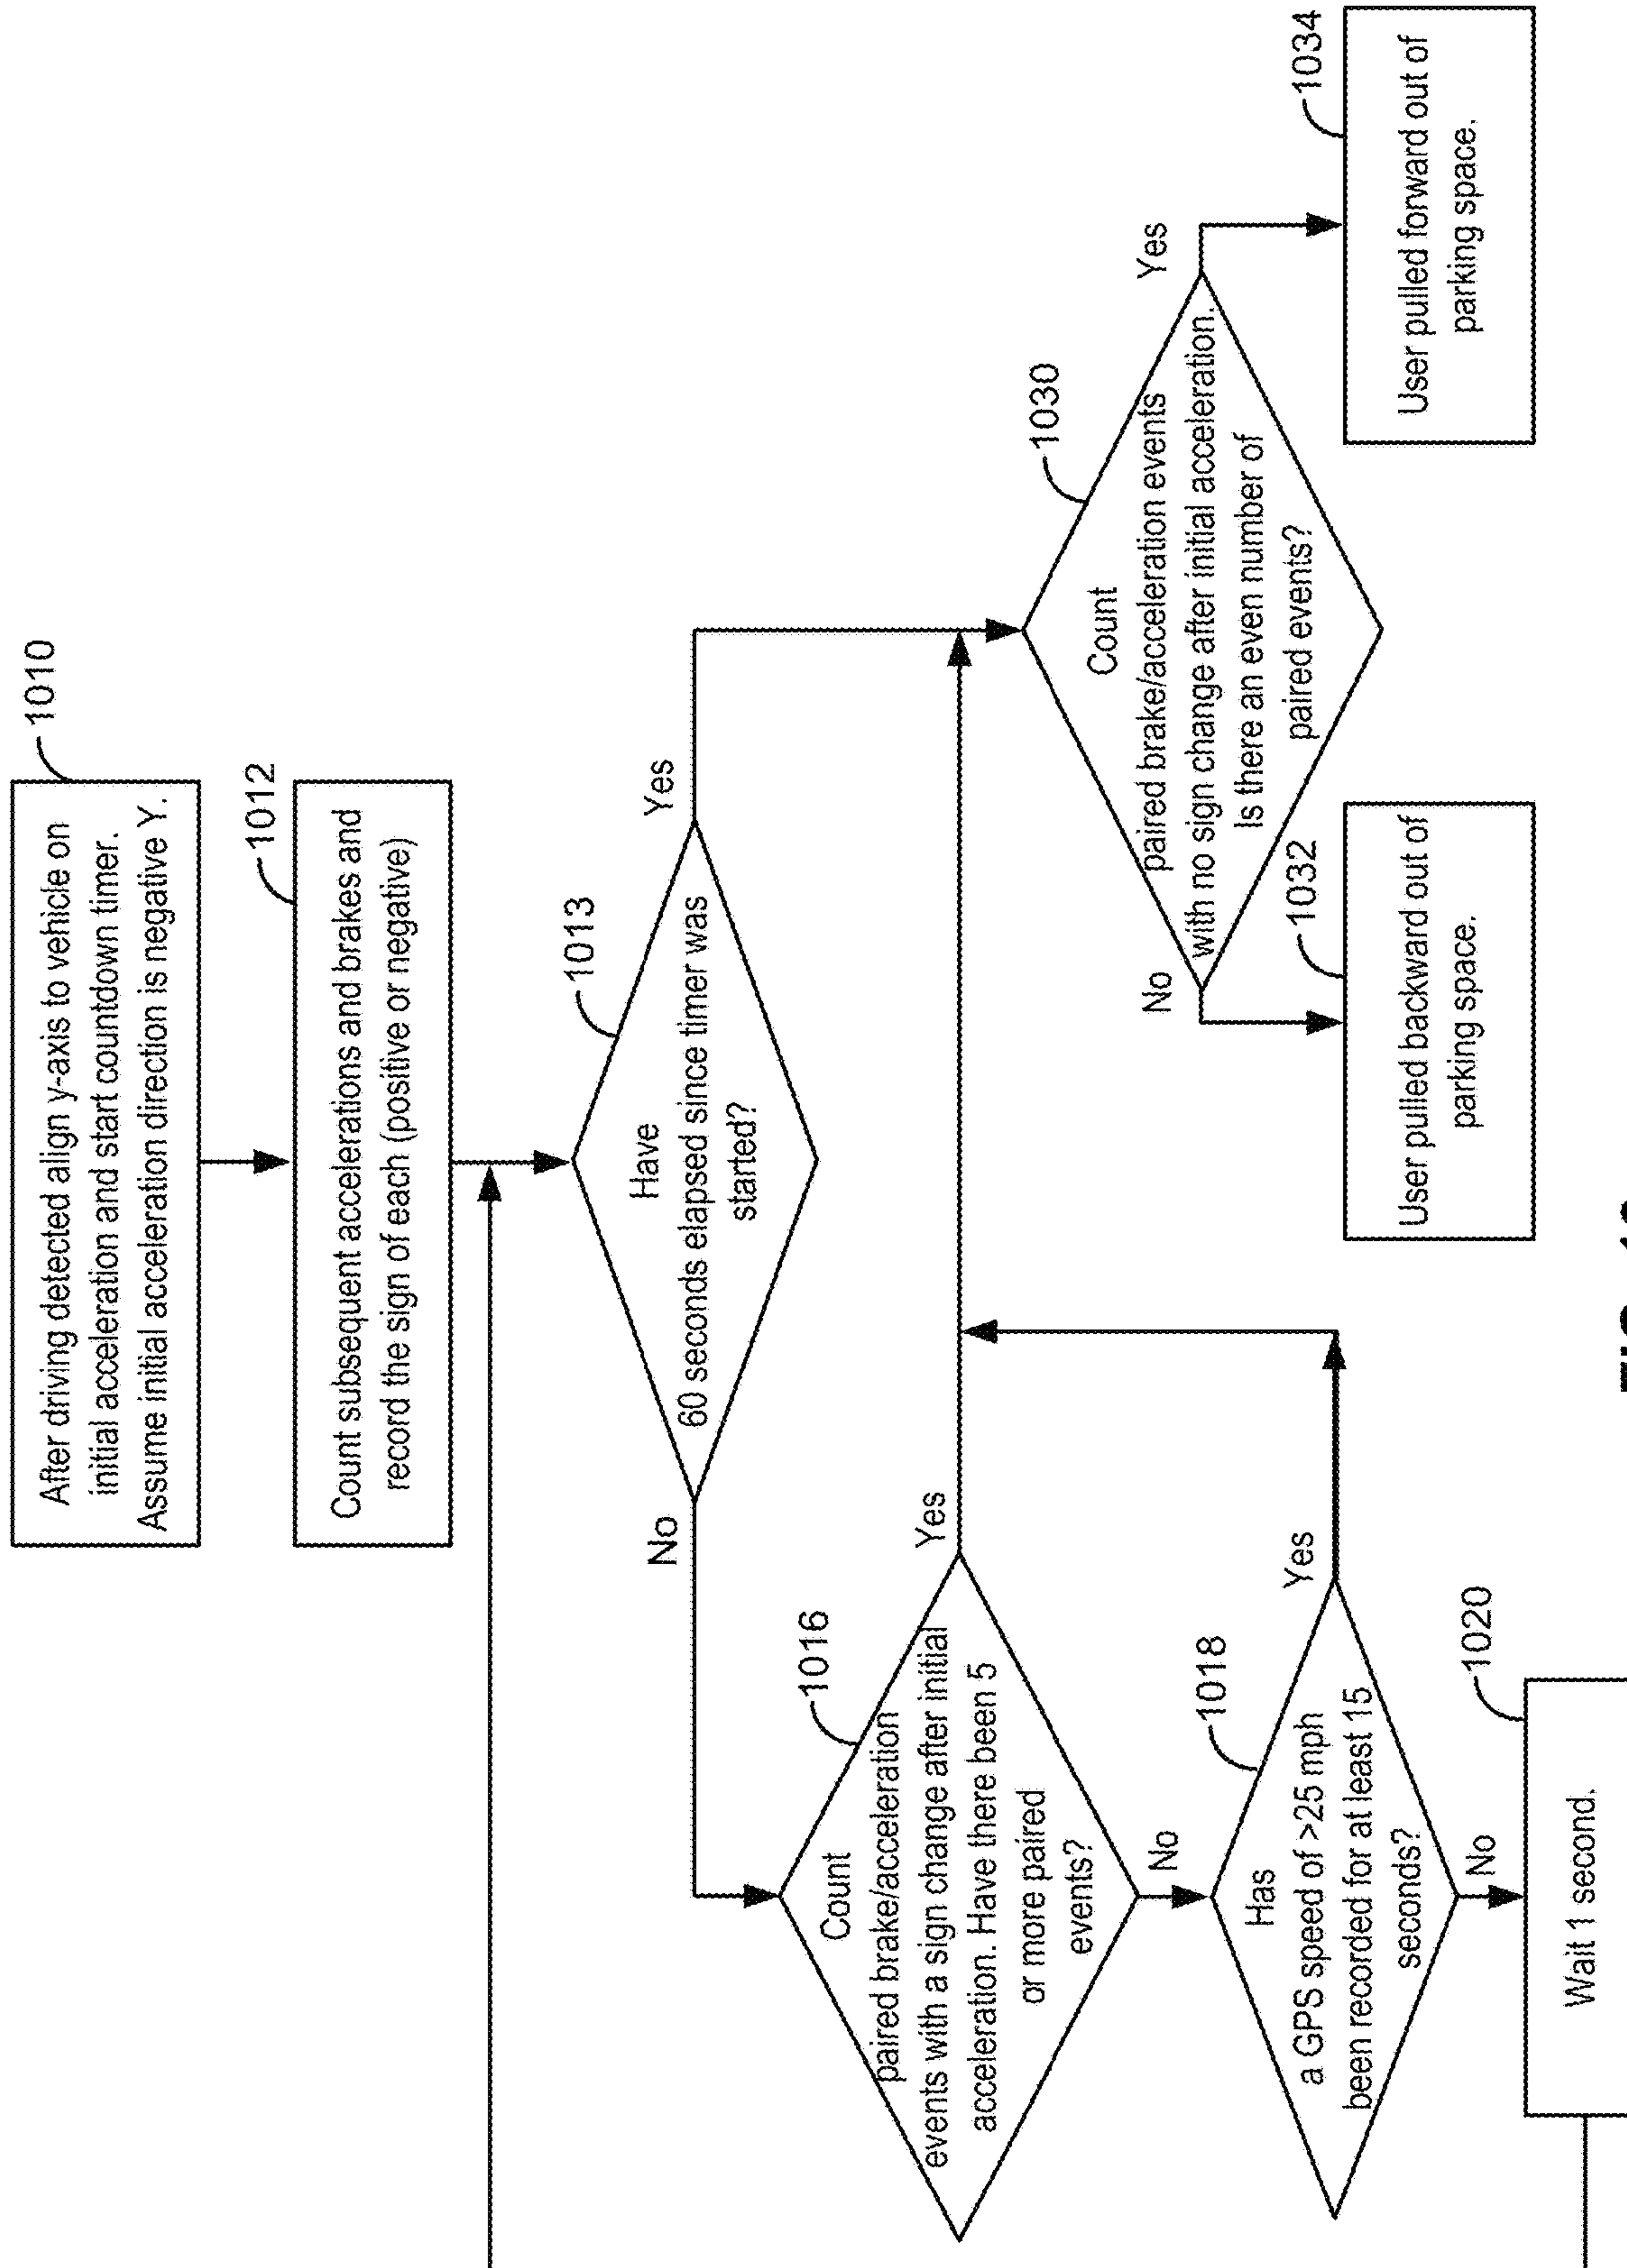 After driving detected align y-axis to vehicle on
initial acceleration and start countdown timer.
Assume initial acceleration direction is negative Y.
1010
Count subsequent accelerations and brakes and
record the sign of each (positive or negative)
1012
Have
60 seconds elapsed since timer was
started?
1013
No
Yes
Count
paired brake/acceleration
events with a sign change after initial
acceleration. Have there been 5
or more paired
events?
1016
Yes
No
Has
a GPS speed of >25 mph
been recorded for at least 15
seconds?
1018
Yes
No
Wait 1 second.
1020
Count
paired brake/acceleration events
with no sign change after initial acceleration.
Is there an even number of
paired events?
1030
No
Yes
User pulled backward out of
parking space.
1032
User pulled forward out of
parking space.
1034